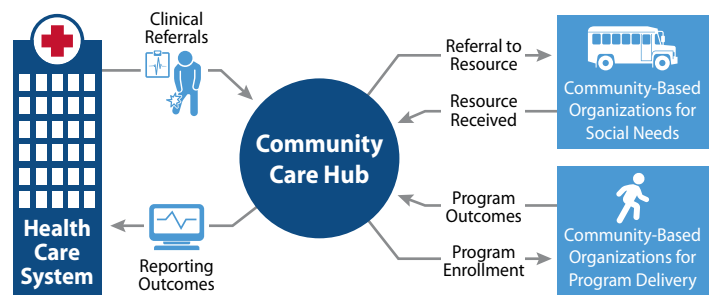 Clinical
Referrals
Health
Care
System
Reporting
Outcomes
Community
Care Hub
Referral to
Resource
Resource
Received
Program
Outcomes
Program
Enrollment
Community-Based
Organizations for
Social Needs
Community-Based
Organizations for
Program Delivery